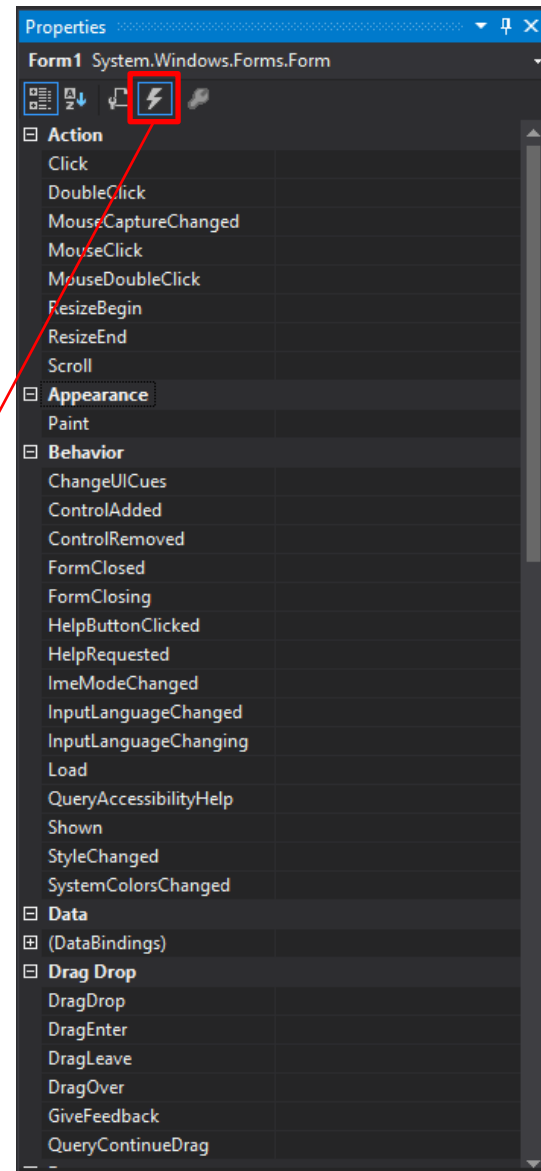 Properties
Form1 System.Windows.Forms.Form
Action
Click
DoubleClick
MouseCaptureChanged
MouseClick
MouseDoubleClick
ResizeBegin
ResizeEnd
Scroll
Appearance
Paint
Behavior
ChangeUICues
ControlAdded
ControlRemoved
FormClosed
FormClosing
HelpButtonClicked
HelpRequested
ImeModeChanged
InputLanguageChanged
InputLanguageChanging
Load
QueryAccessibilityHelp
Shown
StyleChanged
SystemColorsChanged
Data
(DataBindings)
Drag Drop
DragDrop
DragEnter
DragLeave
DragOver
GiveFeedback
QueryContinueDrag